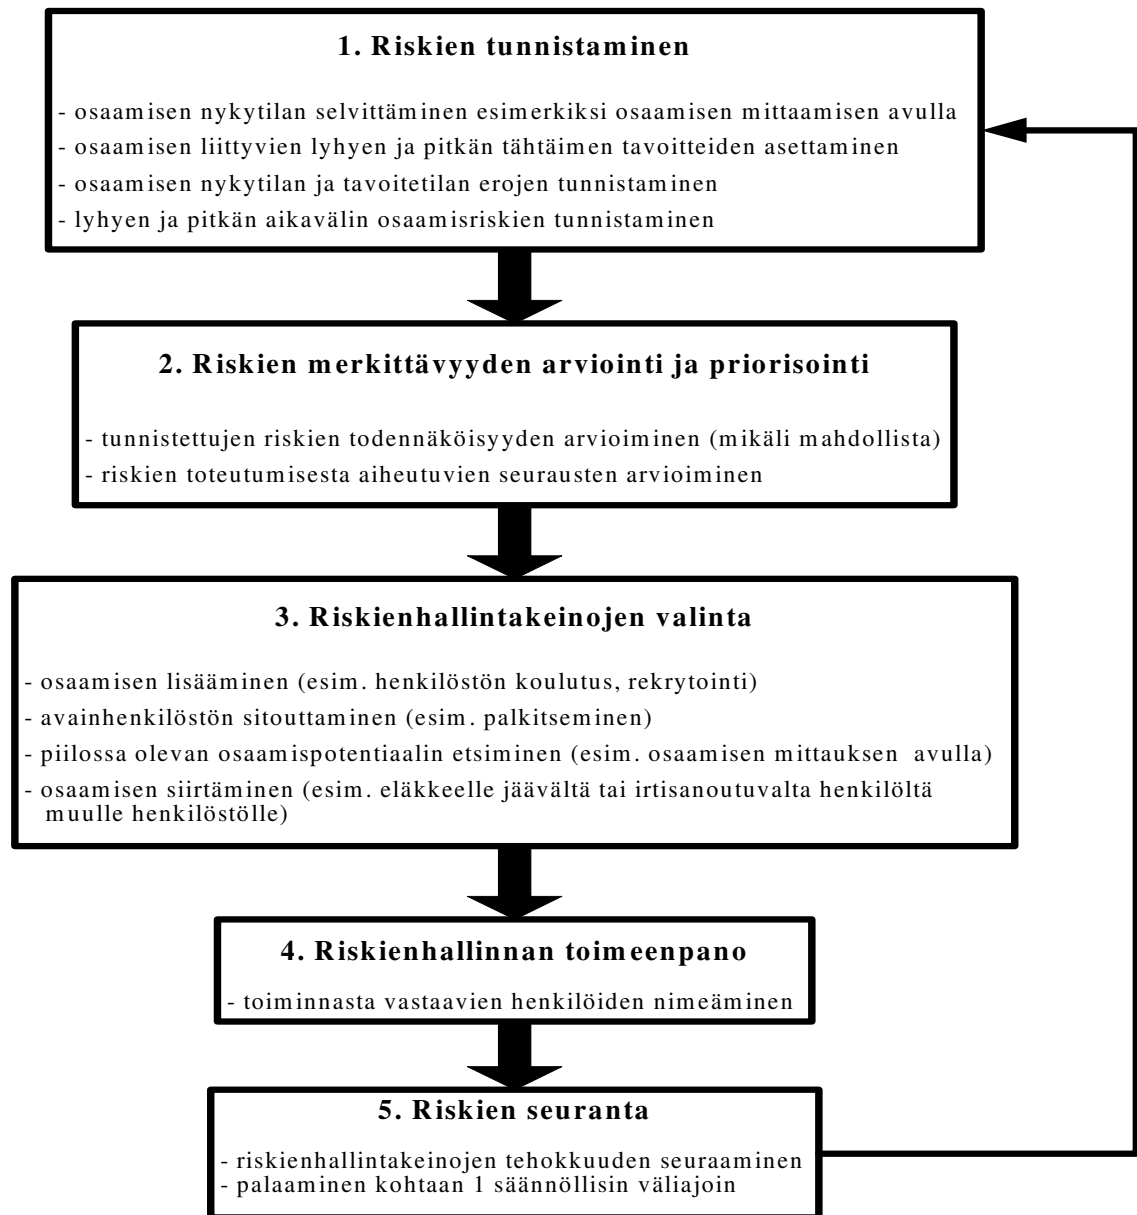 1. Riskien tunnistaminen
- osaamisen nykytilan selvittäminen esimerkiksi osaamisen mittaamisen avulla
- osaamisen liittyvien lyhyen ja pitkän tähtäimen tavoitteiden asettaminen
- osaamisen nykytilan ja tavoitetilan erojen tunnistaminen
- lyhyen ja pitkän aikavälin osaamisriskien tunnistaminen
2. Riskien merkittävyyden arviointi ja priorisointi
- tunnistettujen riskien todennäköisyyden arvioiminen (mikäli mahdollista)
- riskien toteutumisesta aiheutuvien seurausten arvioiminen
3. Riskienhallintakeinojen valinta
- osaamisen lisääminen (esim. henkilöstön koulutus, rekrytointi)
- avainhenkilöstön sitouttaminen (esim. palkitseminen)
- piilossa olevan osaamispotentiaalin etsiminen (esim. osaamisen mittauksen avulla)
- osaamisen siirtäminen (esim. eläkkeelle jäävältä tai irtisanoutuvalta henkilöltä
muulle henkilöstölle)
4. Riskienhallinnan toimeenpano
- toiminnasta vastaavien henkilöiden nimeäminen
5. Riskien seuranta
- riskienhallintakeinojen tehokkuuden seuraaminen
- palaaminen kohtaan 1 säännöllisin väliajoin